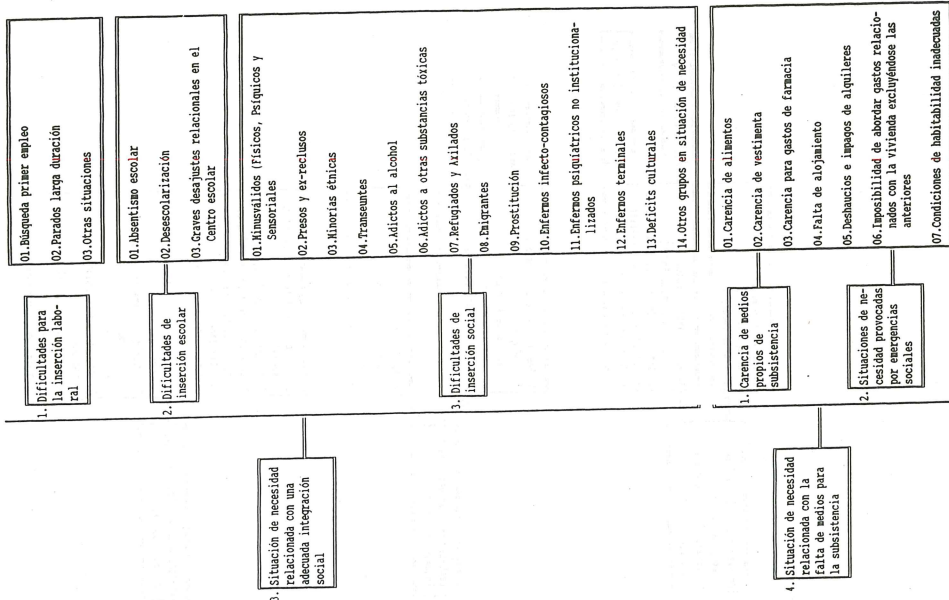 3. Situación de necesidad
relacionada con una
adecuada integración
social
1. Dificultades para
la inserción labo-
ral
01.Búsqueda primer empleo
02.Parados larga duración
03.Otras situaciones
2. Dificultades de
inserción escolar
01.Absentismo escolar
02.Desescolarización
03.Graves desajustes relacionales en el
Centro escolar
3. Dificultades de
inserción social
01.Minusválidos (Físicos, Psíquicos y
Sensoriales
02.Presos y ex-reclusos
03.Minorías étnicas
04.Transeuntes
05.Adictos al alcohol
06.Adictos a otras substancias tóxicas
07.Refugiados y Axilados
08.Emigrantes
09.Prostitución
10.Enfermos infecto-contagiosos
11.Enfermos psiquiatricos no instituciona-
lizados
12.Enfermos terminales
13.Deficits culturales
14.Otros grupos en situación de necesidad
4. Situación de necesidad
relacionada con la
falta de medios para
la subsistencia
1. Carencia de medios
propios de
subsistencia
2. Situaciones de ne-
cesidad provocadas
por emergencias
sociales
01.Carencia de alimentos
02.Carencia de vestimenta
03.Carencia para gastos de farmacia
04.Falta de alojamiento
05.Deshaucios e impagos de alquileres
06.Imposibilidad de abordar gastos relacio-
nados con la vivienda excluyéndose las
anteriores
07.Condiciones de habitabilidad inadecuadas